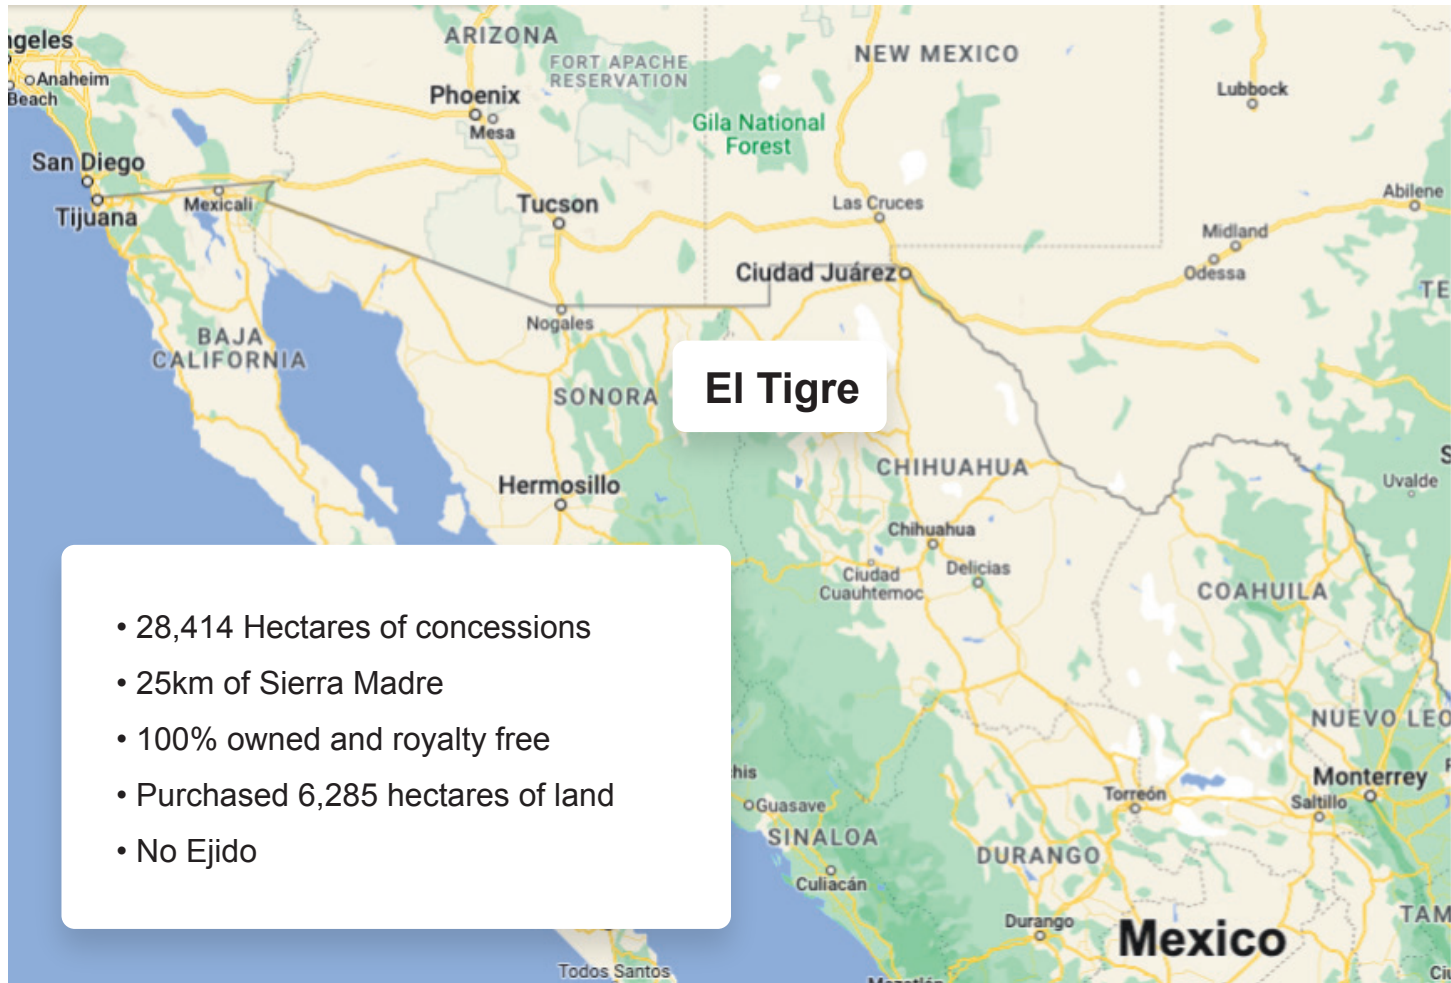 ngeles
Anaheim
Beach
ARIZONA
FORT APACHE
RESERVATION
NEW MEXICO
Phoenix
Mesa
Lubbock
Gila National
Forest
San Diego
Tijuana
Mexicali
Tucson
Las Cruces
Abilene
Midland
Odessa
Ciudad Juárez
TE
Nogales
BAJA
CALIFORNIA
El Tigre
SONORA
CHIHUAHUA
S
Uvalde
Hermosillo
Chihuahua
Ciudad
Cuauhtemoc
Delicias
COAHUILA
• 28,414 Hectares of concessions
• 25km of Sierra Madre
• 100% owned and royalty free
• Purchased 6,285 hectares of land
• No Ejido
NUEVO LEO
his
Guasave
Torreón
Monterrey
Saltillo
SINALOA
DURANGO
Culiacán
Durango
Mexico
TAM
Todos Santos
Mazatlán
Ciu